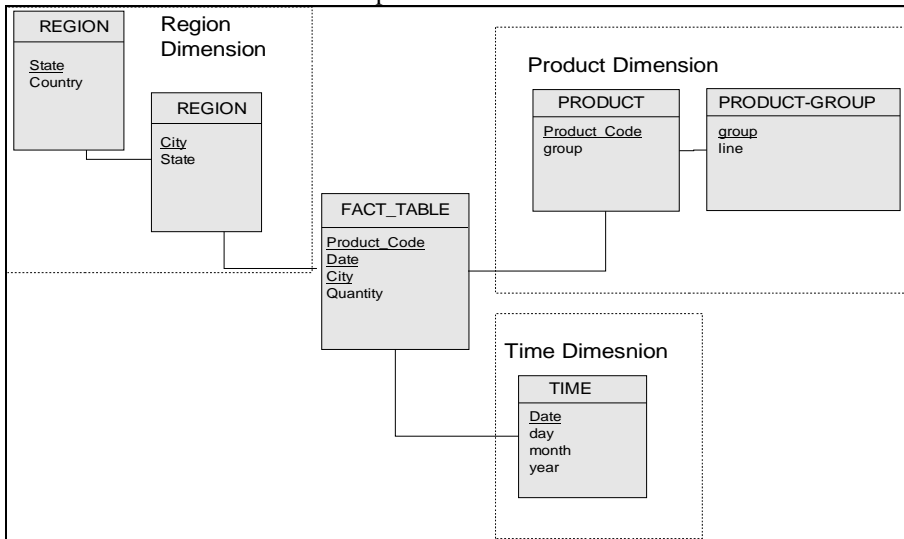 REGION
State
Country
Region
Dimension
REGION
City
State
FACT_TABLE
Product_Code
Date
City
Quantity
Product Dimension
PRODUCT
Product_Code
group
PRODUCT-GROUP
group
line
Time Dimesnion
TIME
Date
day
month
year